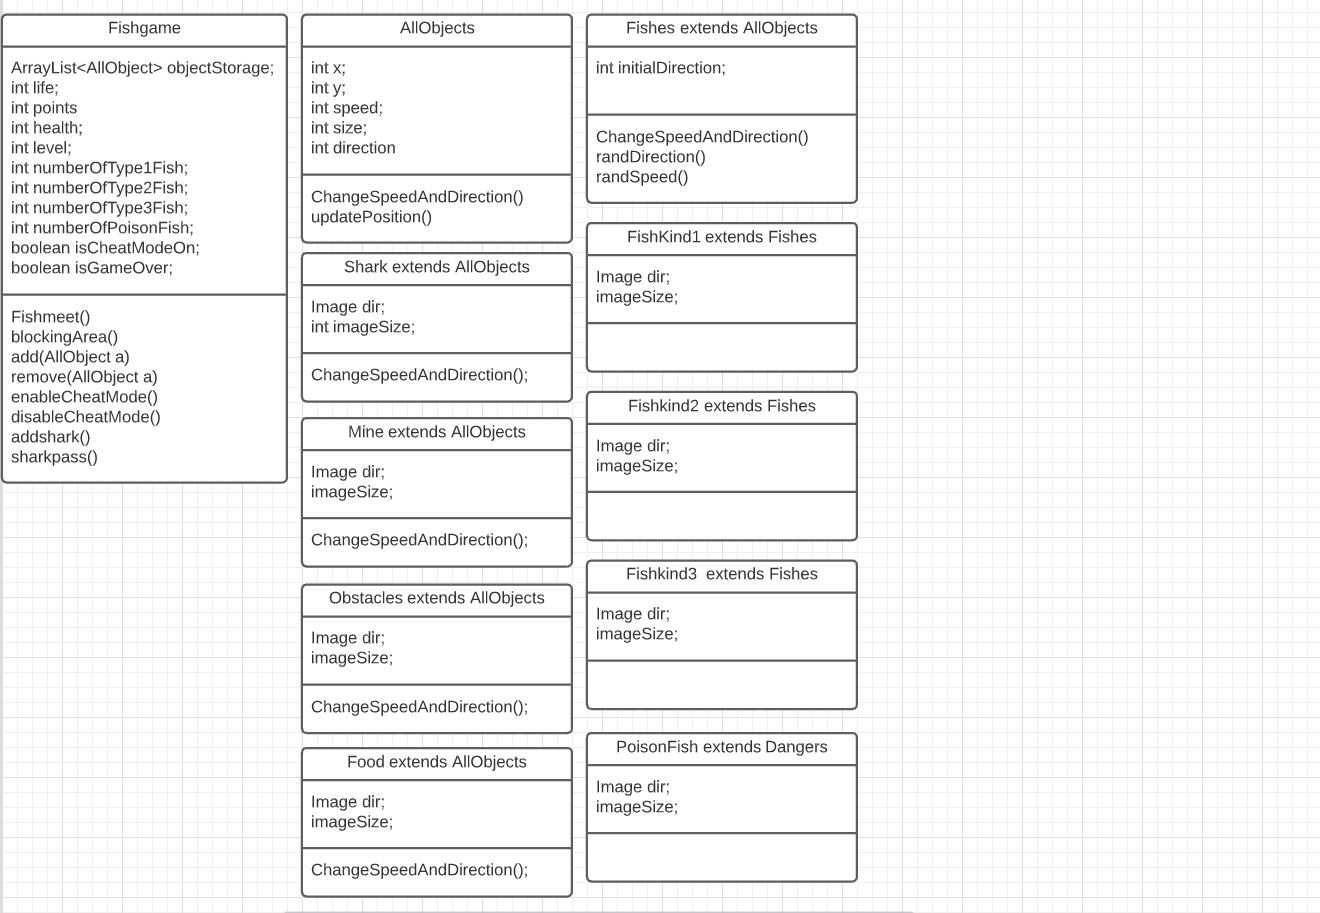 Fishgame
ArrayList<AllObject> objectStorage;
int life;
int points
int health;
int level;
int numberOfType1Fish;
int numberOfType2Fish;
int numberOfType3Fish;
int numberOfPoisonFish;
boolean isCheatModeOn;
boolean isGameOver;
Fishmeet()
blockingArea()
add(AllObject a)
remove(AllObject a)
enableCheatMode()
disableCheatMode()
addshark()
sharkpass()
AllObjects
int x;
int y;
int speed;
int size;
int direction
ChangeSpeedAndDirection()
updatePosition()
Shark extends AllObjects
Image dir;
int imageSize;
ChangeSpeedAndDirection();
Mine extends AllObjects
Image dir;
imageSize;
ChangeSpeedAndDirection();
Obstacles extends AllObjects
Image dir;
imageSize;
ChangeSpeedAndDirection();
Food extends AllObjects
Image dir;
imageSize;
ChangeSpeedAndDirection();
Fishes extends AllObjects
int initialDirection;
ChangeSpeedAndDirection()
randDirection()
randSpeed()
FishKind1 extends Fishes
Image dir;
imageSize;
Fishkind2 extends Fishes
Image dir;
imageSize;
Fishkind3  extends Fishes
Image dir;
imageSize;
PoisonFish extends Dangers
Image dir;
imageSize;